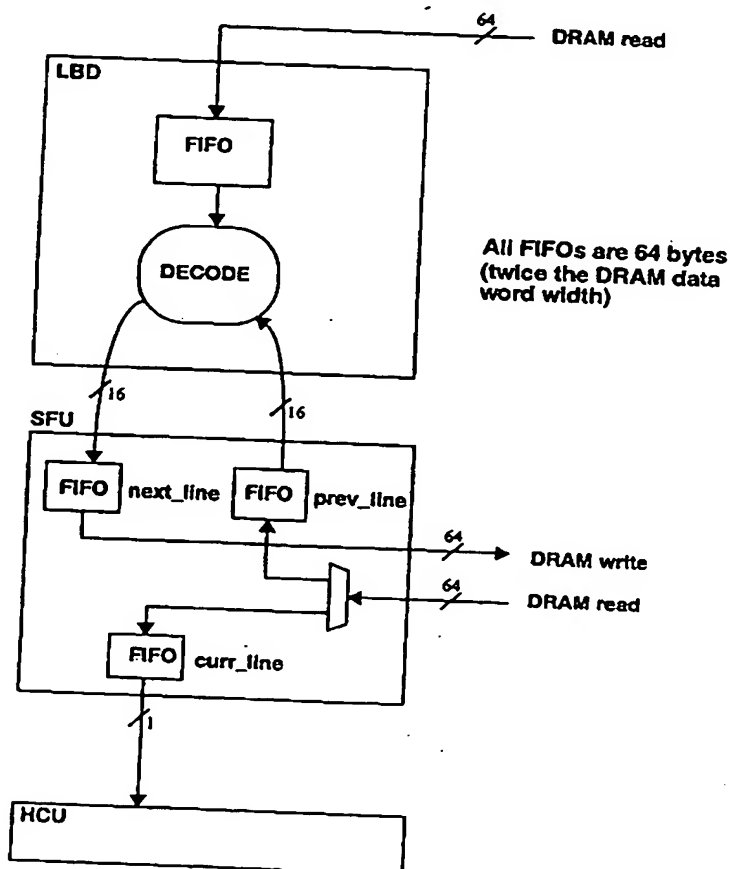 64
DRAM read
LBD
FIFO
DECODE
All FIFOs are 64 bytes
(twice the DRAM data
word width)
16
16
SFU
FIFO next_line
FIFO prev_line
64
DRAM write
64
DRAM read
FIFO curr_line
1
HCU